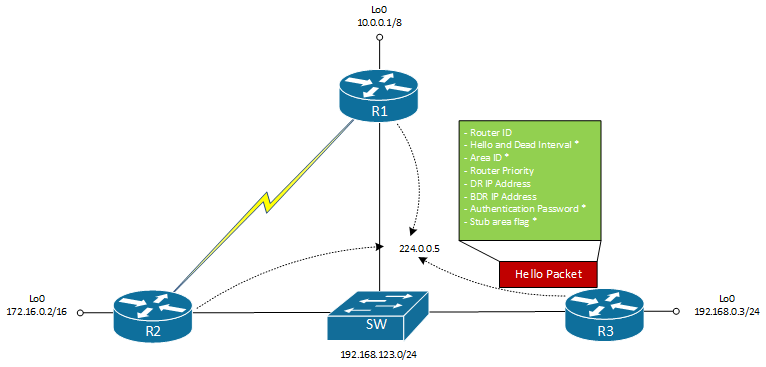 Lo0
10.0.0.1/8
R1
- Router ID
- Hello and Dead Interval *
- Area ID *
- Router Priority
- DR IP Address
- BDR IP Address
- Authentication Password *
- Stub area flag *
224.0.0.5
Hello Packet
Lo0
172.16.0.2/16
R2
SW
192.168.123.0/24
R3
Lo0
192.168.0.3/24